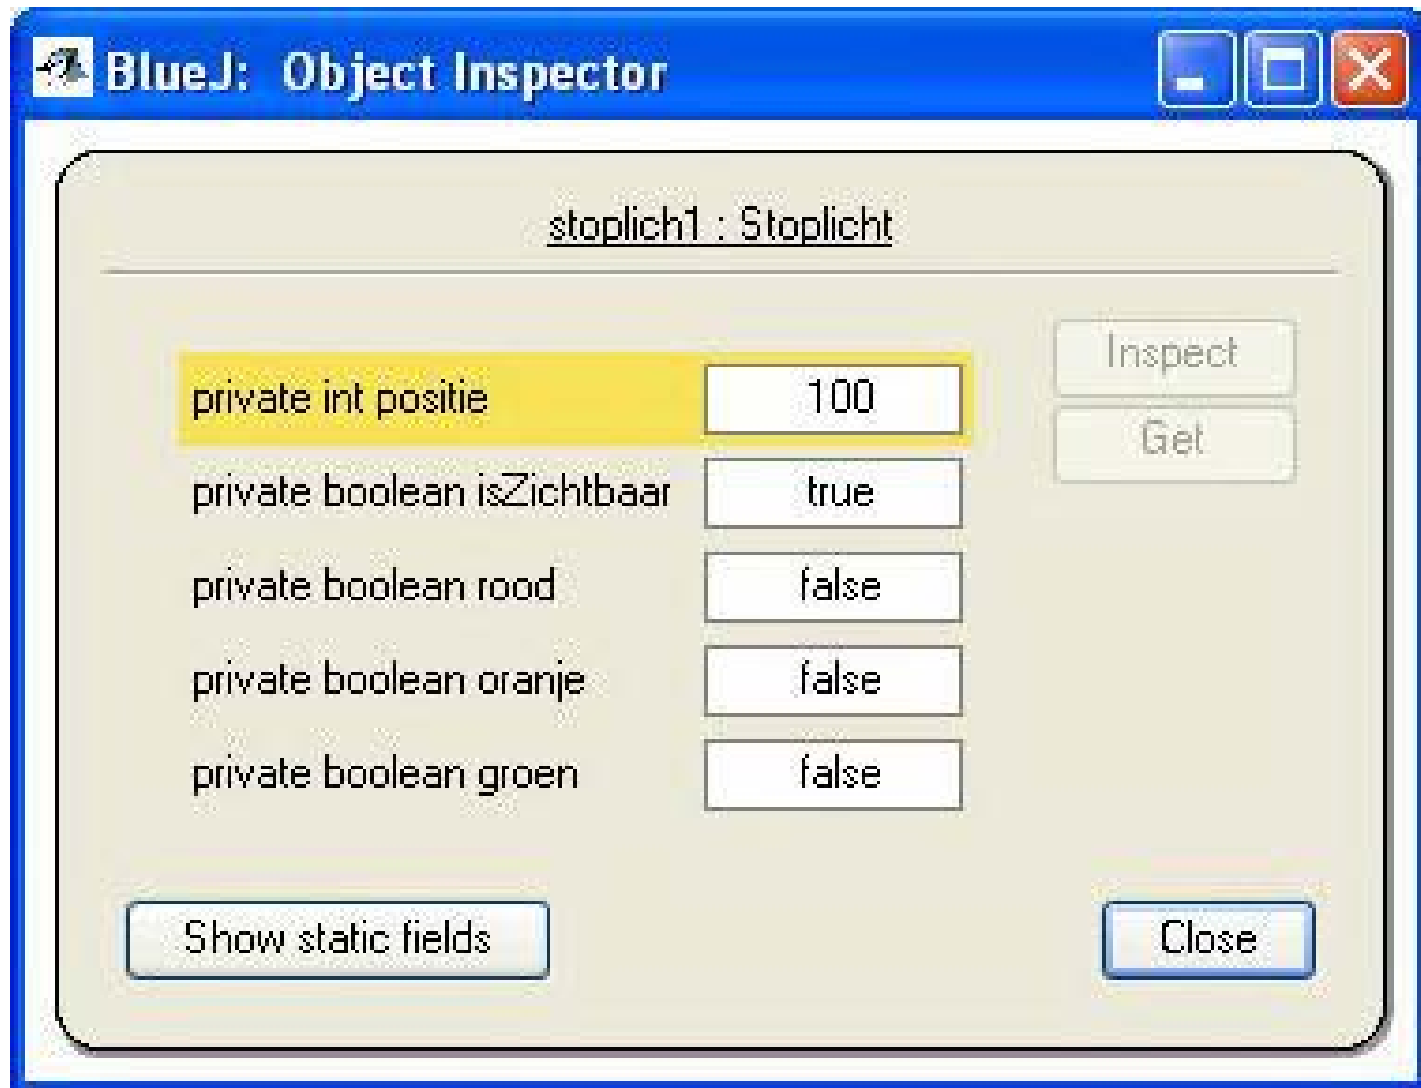 BlueJ: Object Inspector
stoplich1 : Stoplicht
private int positie 100
Inspect
private boolean isZichtbaar true
Get
private boolean rood false
private boolean oranje false
private boolean groen false
Show static fields
Close